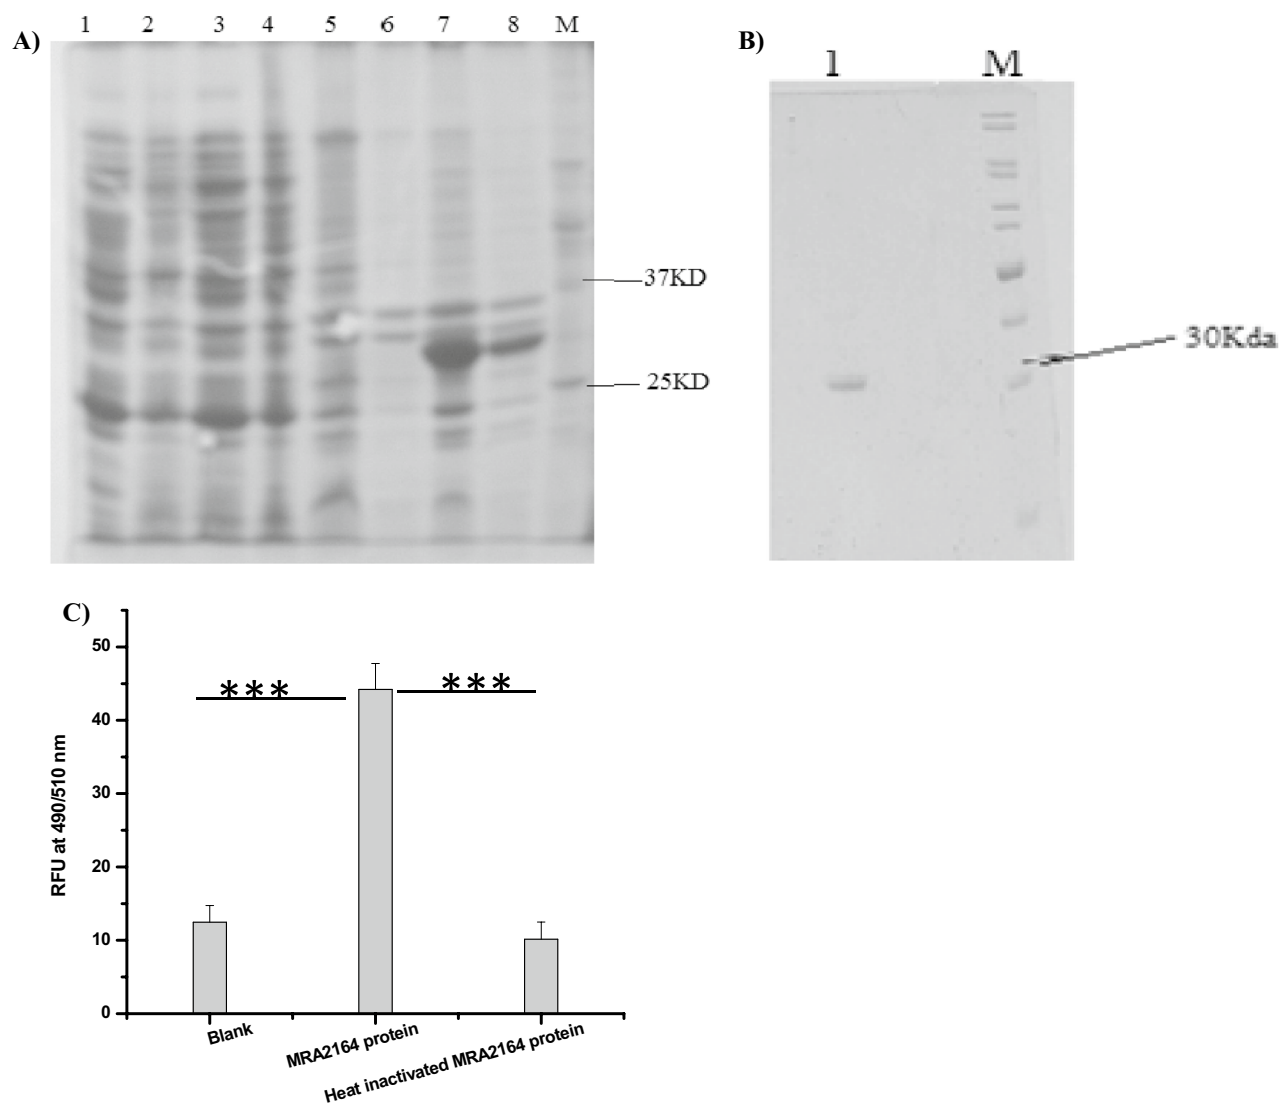 A)
1 2 3 4 5 6 7 8 M
37KD
25KD
B)
1 M
30Kda
C)
50
40
30
20
10
0
RFU at 490/510 nm
***
***
Blank
MRA2164 protein
Heat inactivated MRA2164 protein